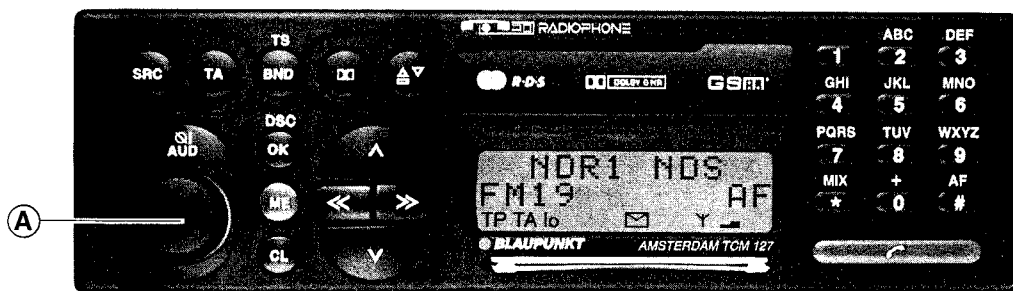 RADIOPHONE
TS
SRC TA BND
R·D·S DOLBY B NR GSM
DSC
AUD OK
A
CL
NDR1 NDS
FM19 AF
TP TA lo
BLAUPUNKT AMSTERDAM TCM 127
ABC DEF
1 2 3
GHI JKL MNO
4 5 6
PQRS TUV WXYZ
7 8 9
MIX + AF
* 0 #